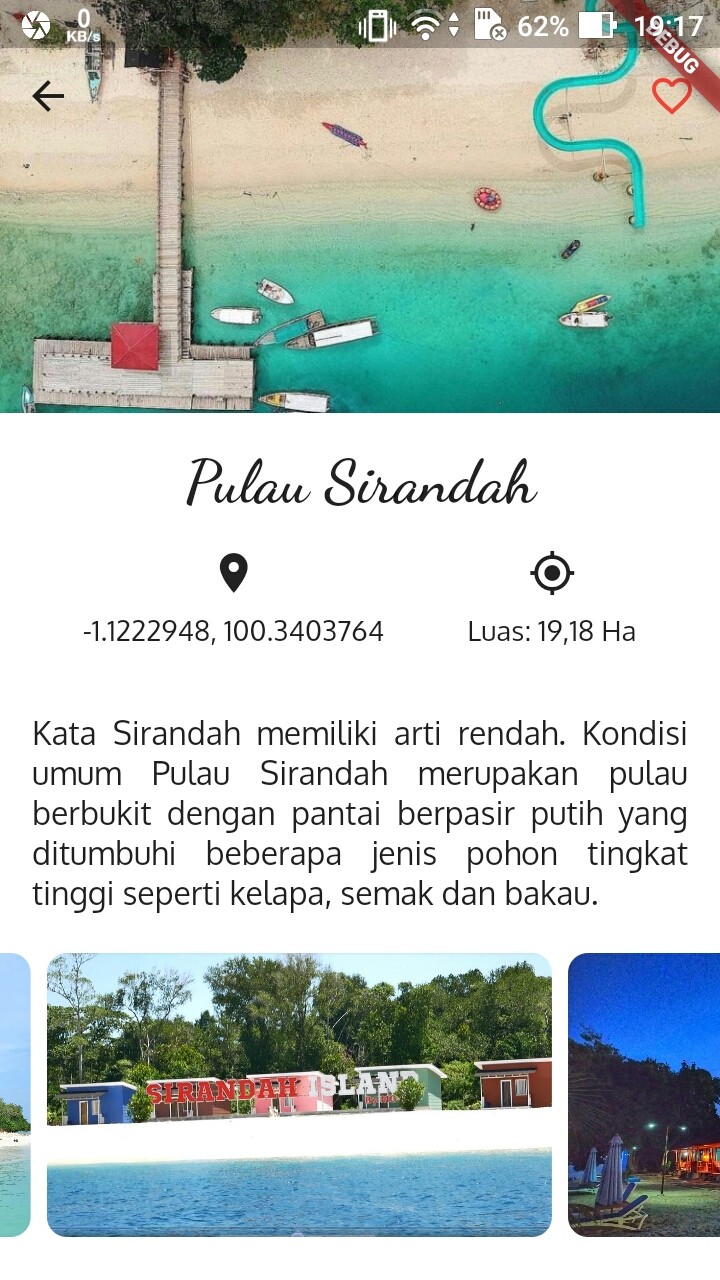 0
KB/s
62%
19:17
DEBUG
Pulau Sirandah
-1.1222948, 100.3403764
Luas: 19,18 Ha
Kata Sirandah memiliki arti rendah. Kondisi
umum Pulau Sirandah merupakan pulau
berbukit dengan pantai berpasir putih yang
ditumbuhi beberapa jenis pohon tingkat
tinggi seperti kelapa, semak dan bakau.
SIRANDAH ISLAND